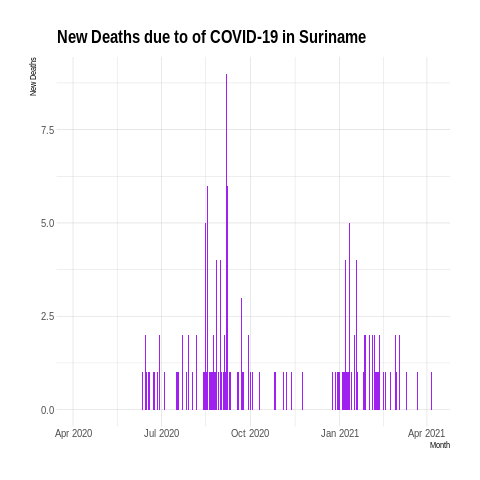 New Deaths due to of COVID-19 in Suriname
New Deaths
7.5
5.0
2.5
0.0
Apr 2020 Jul 2020 Oct 2020 Jan 2021 Apr 2021
Month